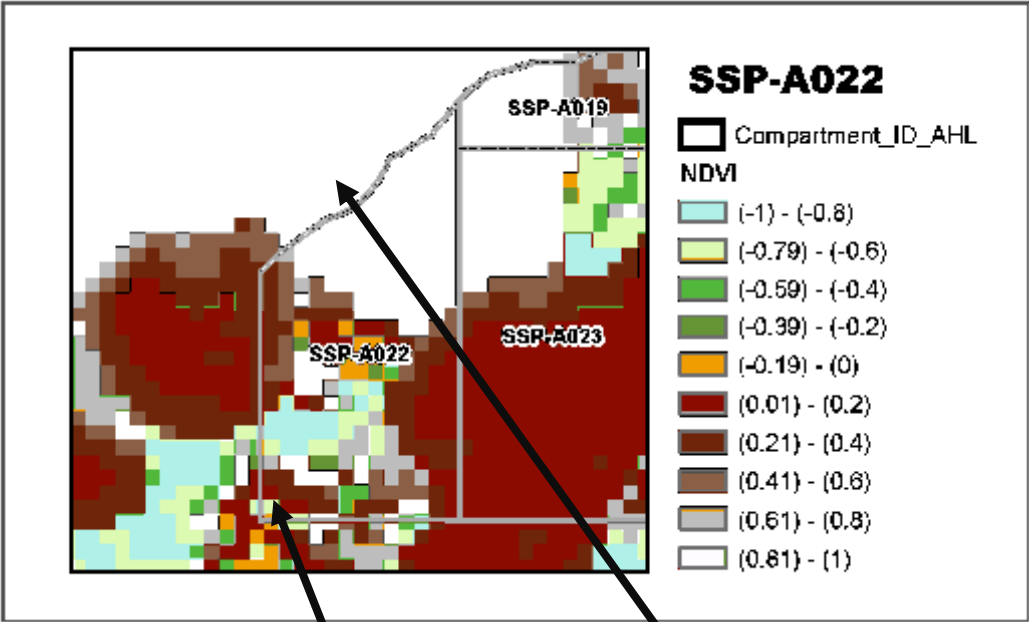 SSP-A022
SSP-A019
Compartment_ID_AHL
NDVI
(-1) - (-0.8)
(-0.79) - (-0.6)
(-0.59) - (-0.4)
(-0.39) - (-0.2)
(-0.19) - (0)
(0.01) - (0.2)
(0.21) - (0.4)
(0.41) - (0.6)
(0.61) - (0.8)
(0.81) - (1)
SSP-A023
SSP-A022